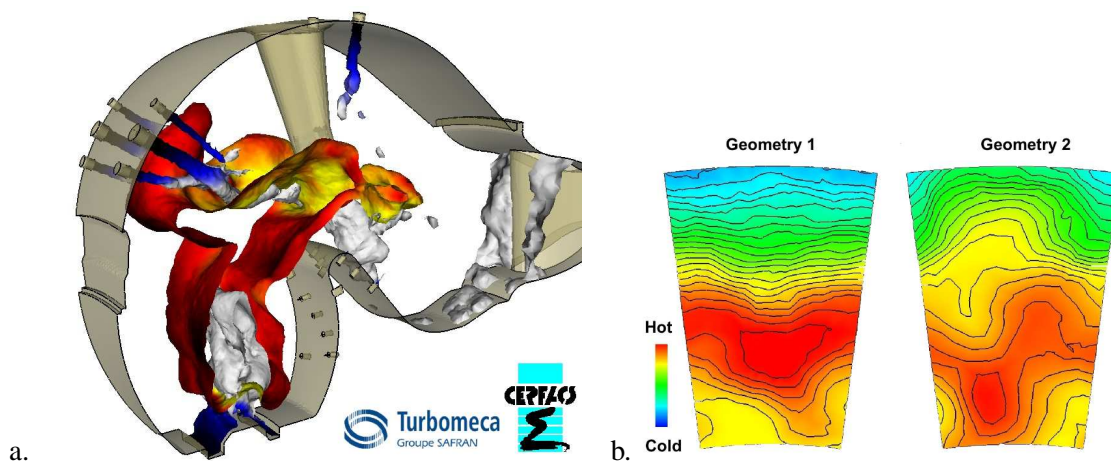 a.
Turbomeca
Groupe SAFRAN
CERFACS
b.
Geometry 1
Geometry 2
Hot
Cold